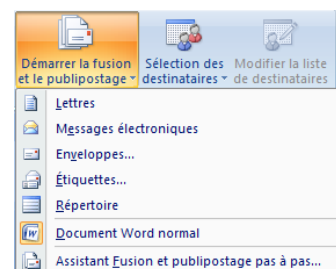 Démarrer la fusion Sélection des Modifier la liste
et le publipostage destinataires de destinataires
Lettres
Messages électroniques
Enveloppes...
Étiquettes...
Répertoire
Document Word normal
Assistant Fusion et publipostage pas à pas...